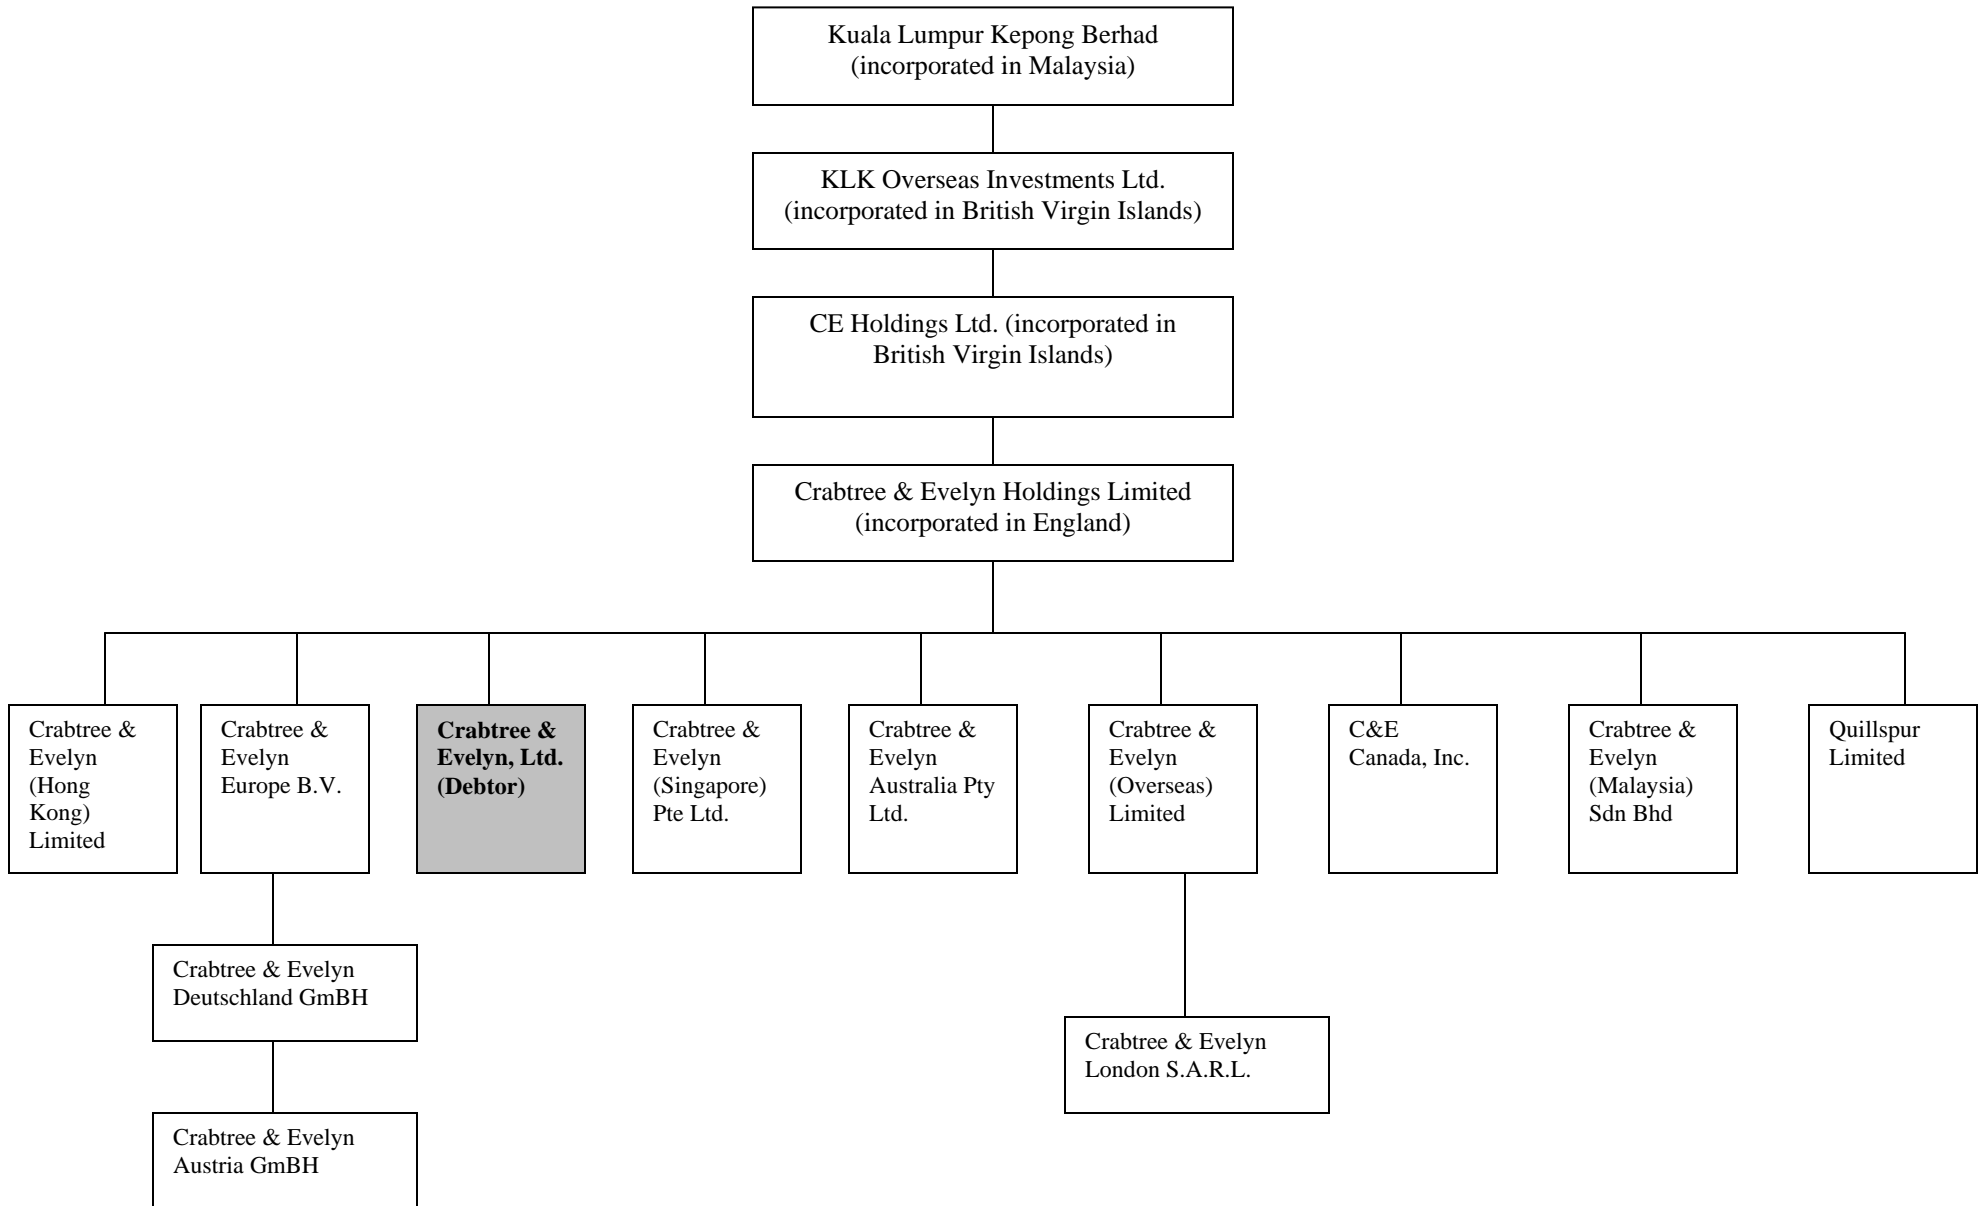 Kuala Lumpur Kepong Berhad
(incorporated in Malaysia)
KLK Overseas Investments Ltd.
(incorporated in British Virgin Islands)
CE Holdings Ltd. (incorporated in
British Virgin Islands)
Crabtree & Evelyn Holdings Limited
(incorporated in England)
Crabtree &
Evelyn
(Hong
Kong)
Limited
Crabtree &
Evelyn
Europe B.V.
Crabtree &
Evelyn, Ltd.
(Debtor)
Crabtree &
Evelyn
(Singapore)
Pte Ltd.
Crabtree &
Evelyn
Australia Pty
Ltd.
Crabtree &
Evelyn
(Overseas)
Limited
C&E
Canada, Inc.
Crabtree &
Evelyn
(Malaysia)
Sdn Bhd
Quillspur
Limited
Crabtree & Evelyn
Deutschland GmBH
Crabtree & Evelyn
London S.A.R.L.
Crabtree & Evelyn
Austria GmBH